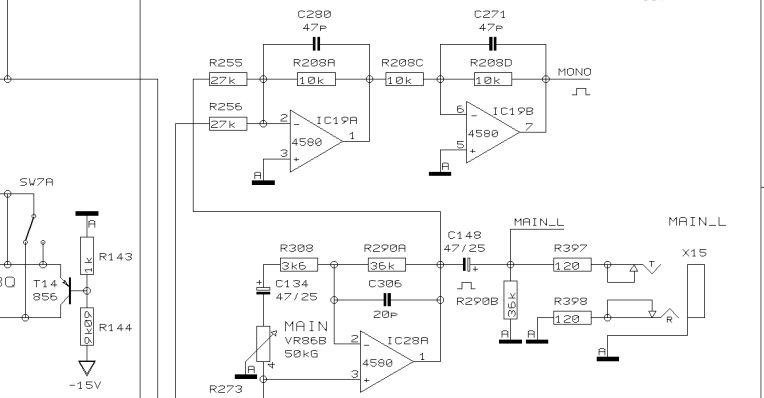 C280
47p
C271
47p
R255
27k
R208A
10k
R208C
10k
R208D
10k
MONO
R256
27k
2
IC19A
4580
1
3
A
6
IC19B
4580
7
5
A
SW7A
A
1k
R143
T14
856
9k09
R144
-15V
MAIN_L
MAIN_L
C148
47/25
R308
3k6
R290A
36k
R397
120
T
X15
C134
47/25
C306
20p
R290B
36k
R398
120
R
A
A
A
MAIN
VR86B
50kG
A
4
2
IC28A
4580
1
3
R273